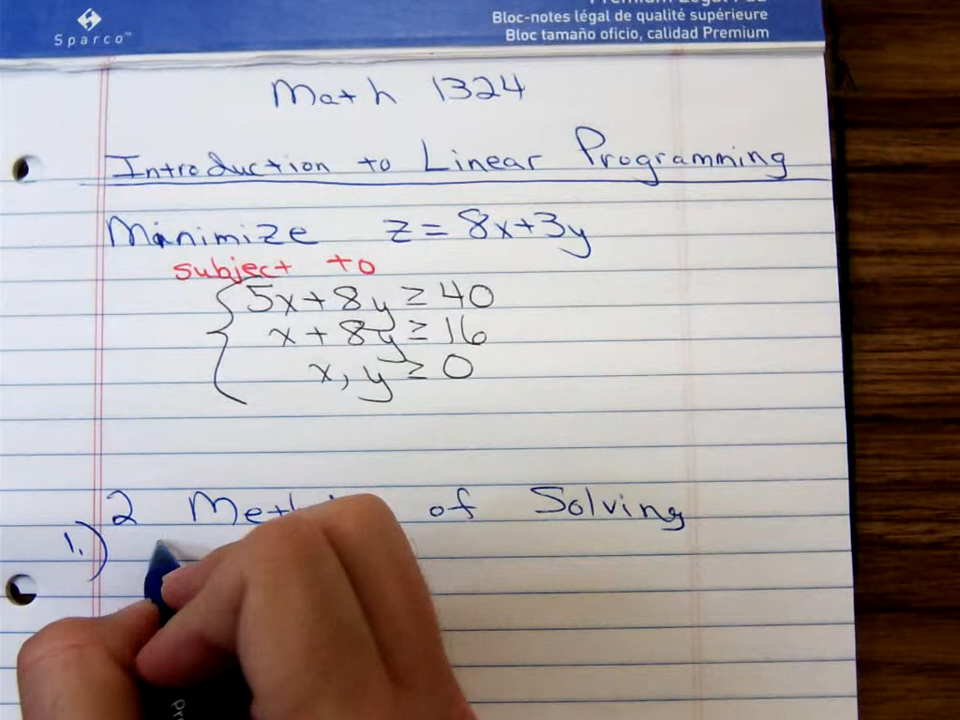 Sparco™
Bloc-notes légal de qualité supérieure
Bloc tamaño oficio, calidad Premium
Math 1324
Introduction to Linear Programming
Minimize z = 8x+3y
subject to
5x + 8y ≥ 40
x + 8y ≥ 16
x, y ≥ 0
2 of Solving
1.)